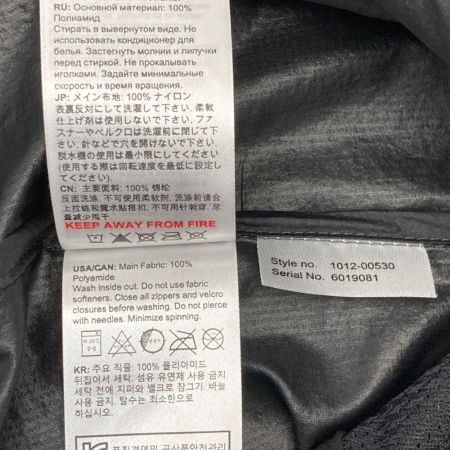 RU: Основной материал: 100%
Полиамид
Стирать в вывернутом виде. Не
использовать кондиционер для
белья. Застегнуть молнии и липучки
перед стиркой. Не прокалывать
иголками. Задайте минимальные
скорость и время вращения.
JP: メイン布地: 100% ナイロン
表裏反対にして洗濯して下さい. 柔軟
仕上げ剤は使用しないで下さい. ファ
スナーやベルクロは洗濯前に閉じて下
さい. 針などで穴を開けないで下さい.
脱水機の使用は最小限にしてください
(使用する際は回転速度を最低に設定し
てください).
CN: 主要面料: 100% 锦纶
反面洗涤. 不可使用柔软剂. 洗涤前请合
上拉链和魔术贴搭扣. 不可用针刺穿. 尽
量减少甩干
KEEP AWAY FROM FIRE
USA/CAN: Main Fabric: 100%
Polyamide
Wash inside out. Do not use fabric
softeners. Close all zippers and velcro
closures before washing. Do not pierce
with needles. Minimize spinning.
KR: 주요 직물: 100% 폴리아미드
뒤집어서 세탁. 섬유 유연제 사용 금지.
세탁 전에 지퍼와 벨크로 잠그기. 바늘
사용 금지. 탈수는 최소한으로
하십시오.
Style no. 1012-00530
Serial No. 6019081